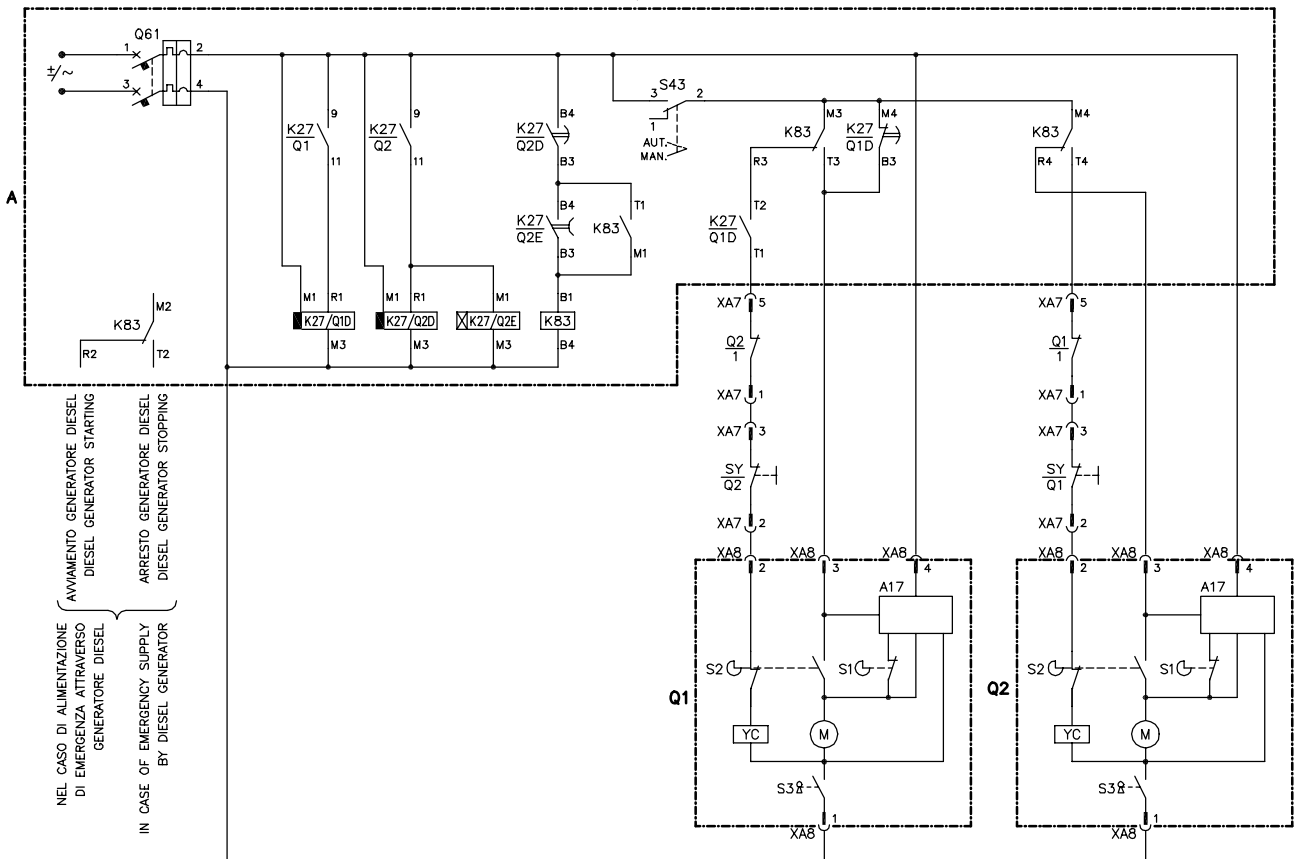 Q61
1
2
±/~
3
4
A
K27
Q1
9
11
K27
Q2
9
11
K27
Q2D
B4
B3
K27
Q2E
B4
B3
K83
T1
M1
S43
3
2
1
AUT.
MAN.
K83
M3
R3
T3
K27
Q1D
M4
B3
K27
Q1D
T2
T1
K83
M4
R4
T4
M1
R1
K27/Q1D
M3
M1
R1
K27/Q2D
M3
M1
K27/Q2E
M3
B1
K83
B4
K83
M2
R2
T2
AVVIAMENTO GENERATORE DIESEL
DIESEL GENERATOR STARTING
ARRESTO GENERATORE DIESEL
DIESEL GENERATOR STOPPING
NEL CASO DI ALIMENTAZIONE
DI EMERGENZA ATTRAVERSO
GENERATORE DIESEL
IN CASE OF EMERGENCY SUPPLY
BY DIESEL GENERATOR
XA7 5
Q2
1
XA7 1
XA7 3
SY
Q2
XA7 2
XA7 5
Q1
1
XA7 1
XA7 3
SY
Q1
XA7 2
XA8 2
XA8 3
XA8 4
A17
S2
S1
Q1
YC
M
S3
1
XA8
XA8 2
XA8 3
XA8 4
A17
S2
S1
Q2
YC
M
S3
1
XA8